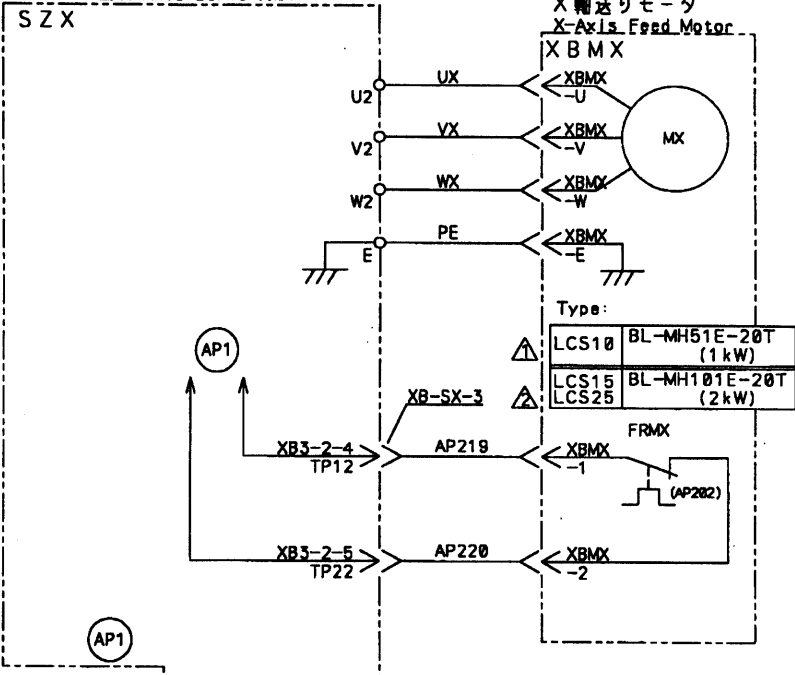 X軸送りモータ
X-Axis Feed Motor
SZX
XBMX
U2
UX
XBMX
-U
V2
VX
XBMX
-V
MX
W2
WX
XBMX
-W
E
PE
XBMX
-E
Type:
1
LCS10
BL-MH51E-20T
(1kW)
2
LCS15
LCS25
BL-MH101E-20T
(2kW)
AP1
XB-SX-3
FRMX
XB3-2-4
TP12
AP219
XBMX
-1
(AP202)
XB3-2-5
TP22
AP220
XBMX
-2
AP1